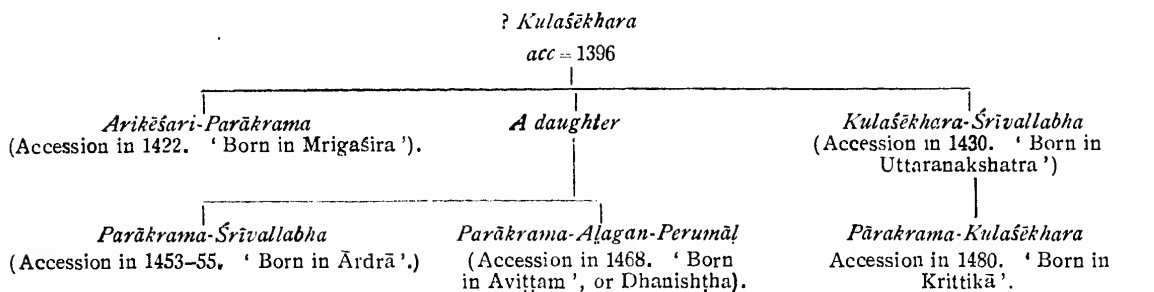 ? Kulaśēkhara
acc = 1396
Arikēśari-Parākrama
(Accession in 1422. ‘ Born in Mrigaśira ’).
A daughter
Kulaśēkhara-Śrīvallabha
(Accession in 1430. ‘ Born in
Uttaranakshatra ’)
Parākrama-Śrīvallabha
(Accession in 1453–55. ‘ Born in Ārdrā ’.)
Parākrama-Aḷagan-Perumāḷ
(Accession in 1468. ‘ Born
in Aviṭṭam ’, or Dhanishṭha).
Pārakrama-Kulaśēkhara
Accession in 1480. ‘ Born in
Krittikā ’.